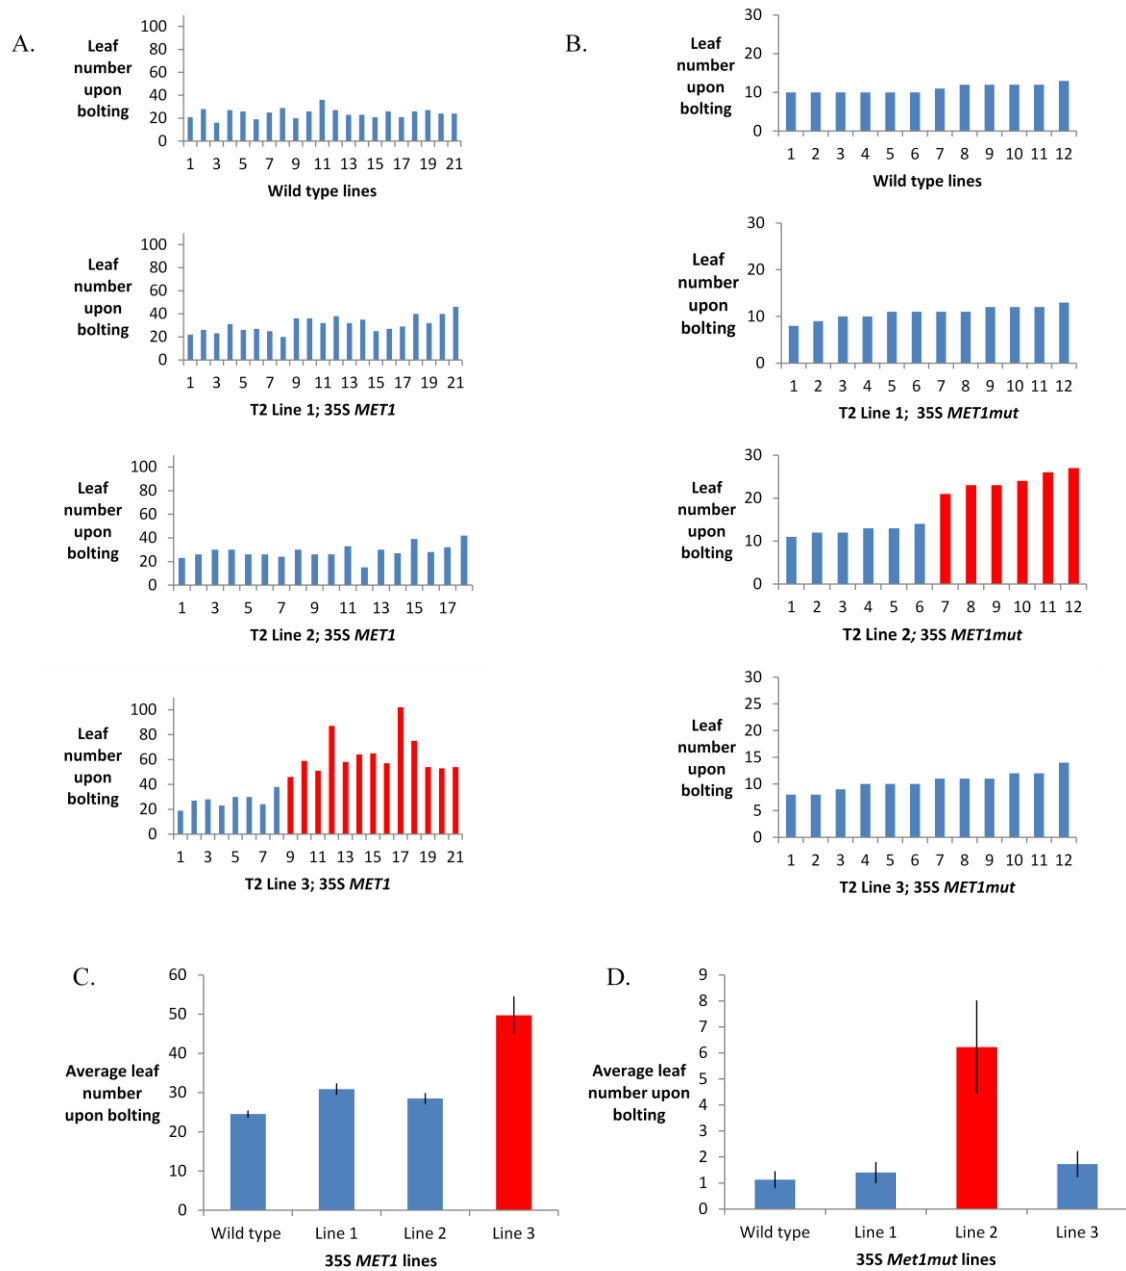 A.
Leaf
number
upon
bolting
100
80
60
40
20
0
1 3 5 7 9 11 13 15 17 19 21
Wild type lines
Leaf
number
upon
bolting
100
80
60
40
20
0
1 3 5 7 9 11 13 15 17 19 21
T2 Line 1; 35S MET1
Leaf
number
upon
bolting
100
80
60
40
20
0
1 3 5 7 9 11 13 15 17
T2 Line 2; 35S MET1
Leaf
number
upon
bolting
100
80
60
40
20
0
1 3 5 7 9 11 13 15 17 19 21
T2 Line 3; 35S MET1
B.
Leaf
number
upon
bolting
30
20
10
0
1 2 3 4 5 6 7 8 9 10 11 12
Wild type lines
Leaf
number
upon
bolting
30
20
10
0
1 2 3 4 5 6 7 8 9 10 11 12
T2 Line 1; 35S MET1mut
Leaf
number
upon
bolting
30
20
10
0
1 2 3 4 5 6 7 8 9 10 11 12
T2 Line 2; 35S MET1mut
Leaf
number
upon
bolting
30
25
20
15
10
5
0
1 2 3 4 5 6 7 8 9 10 11 12
T2 Line 3; 35S MET1mut
C.
Average leaf
number
upon bolting
60
50
40
30
20
10
0
Wild type Line 1 Line 2 Line 3
35S MET1 lines
D.
Average leaf
number upon
bolting
9
8
7
6
5
4
3
2
1
0
Wild type Line 1 Line 2 Line 3
35S Met1mut lines